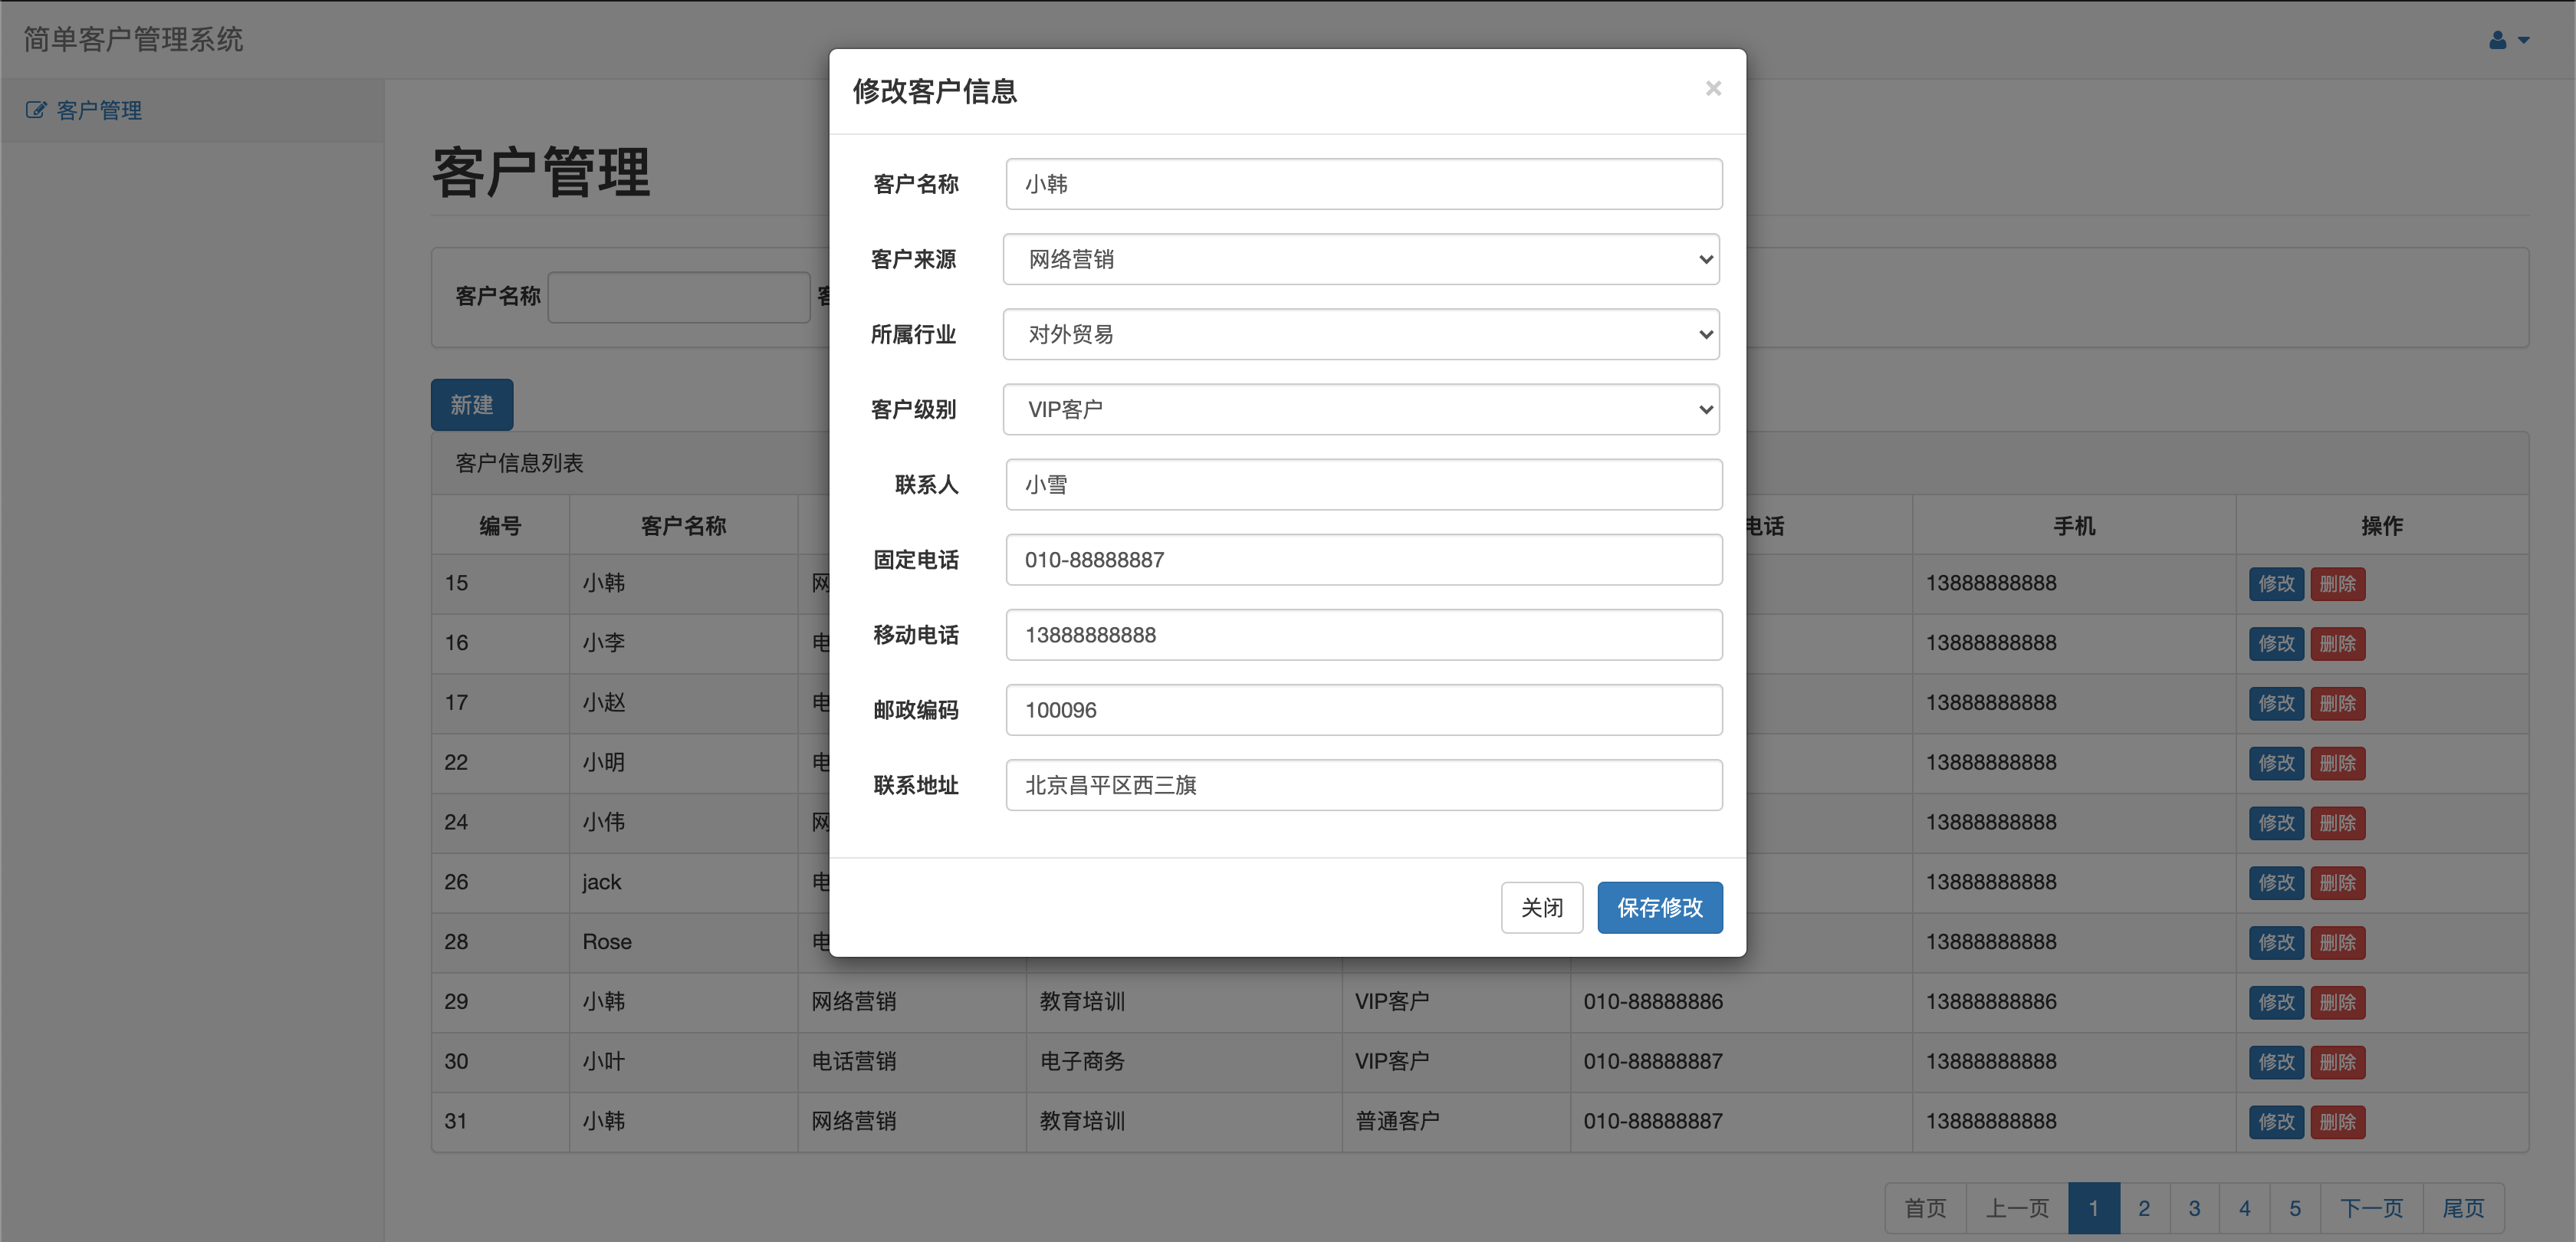 简单客户管理系统
客户管理
客户管理
客户名称
新建
客户信息列表
修改客户信息 ×
客户名称 小韩
客户来源 网络营销
所属行业 对外贸易
客户级别 VIP客户
联系人 小雪
固定电话 010-88888887
移动电话 13888888888
邮政编码 100096
联系地址 北京昌平区西三旗
关闭 保存修改
编号 客户名称 电话 手机 操作
15 小韩 网 13888888888 修改 删除
16 小李 电 13888888888 修改 删除
17 小赵 电 13888888888 修改 删除
22 小明 电 13888888888 修改 删除
24 小伟 网 13888888888 修改 删除
26 jack 电 13888888888 修改 删除
28 Rose 电 13888888888 修改 删除
29 小韩 网络营销 教育培训 VIP客户 010-88888886 13888888886 修改 删除
30 小叶 电话营销 电子商务 VIP客户 010-88888887 13888888888 修改 删除
31 小韩 网络营销 教育培训 普通客户 010-88888887 13888888888 修改 删除
首页 上一页 1 2 3 4 5 下一页 尾页